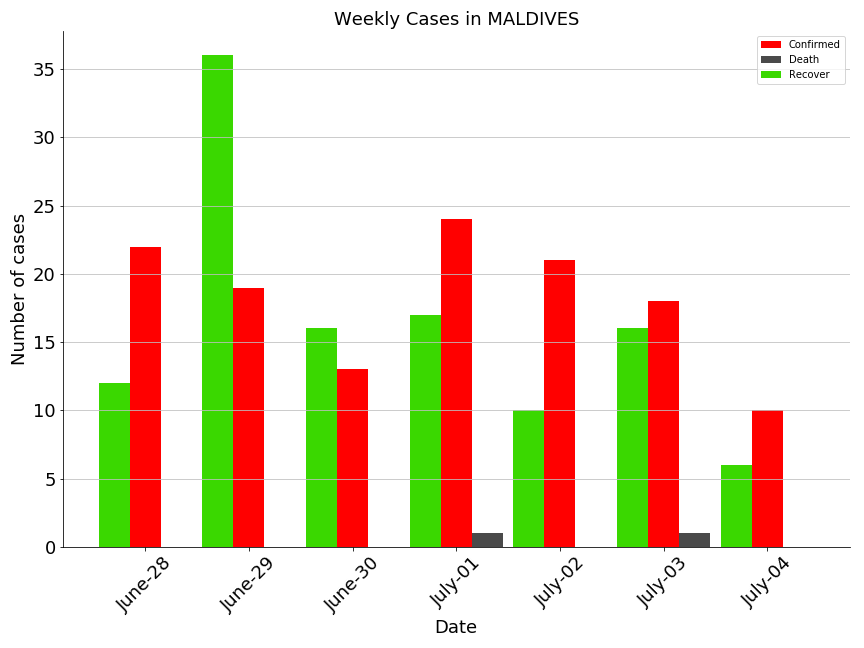 Weekly Cases in MALDIVES
Confirmed
Death
Recover
Number of cases
35
30
25
20
15
10
5
0
June-28
June-29
June-30
July-01
July-02
July-03
July-04
Date